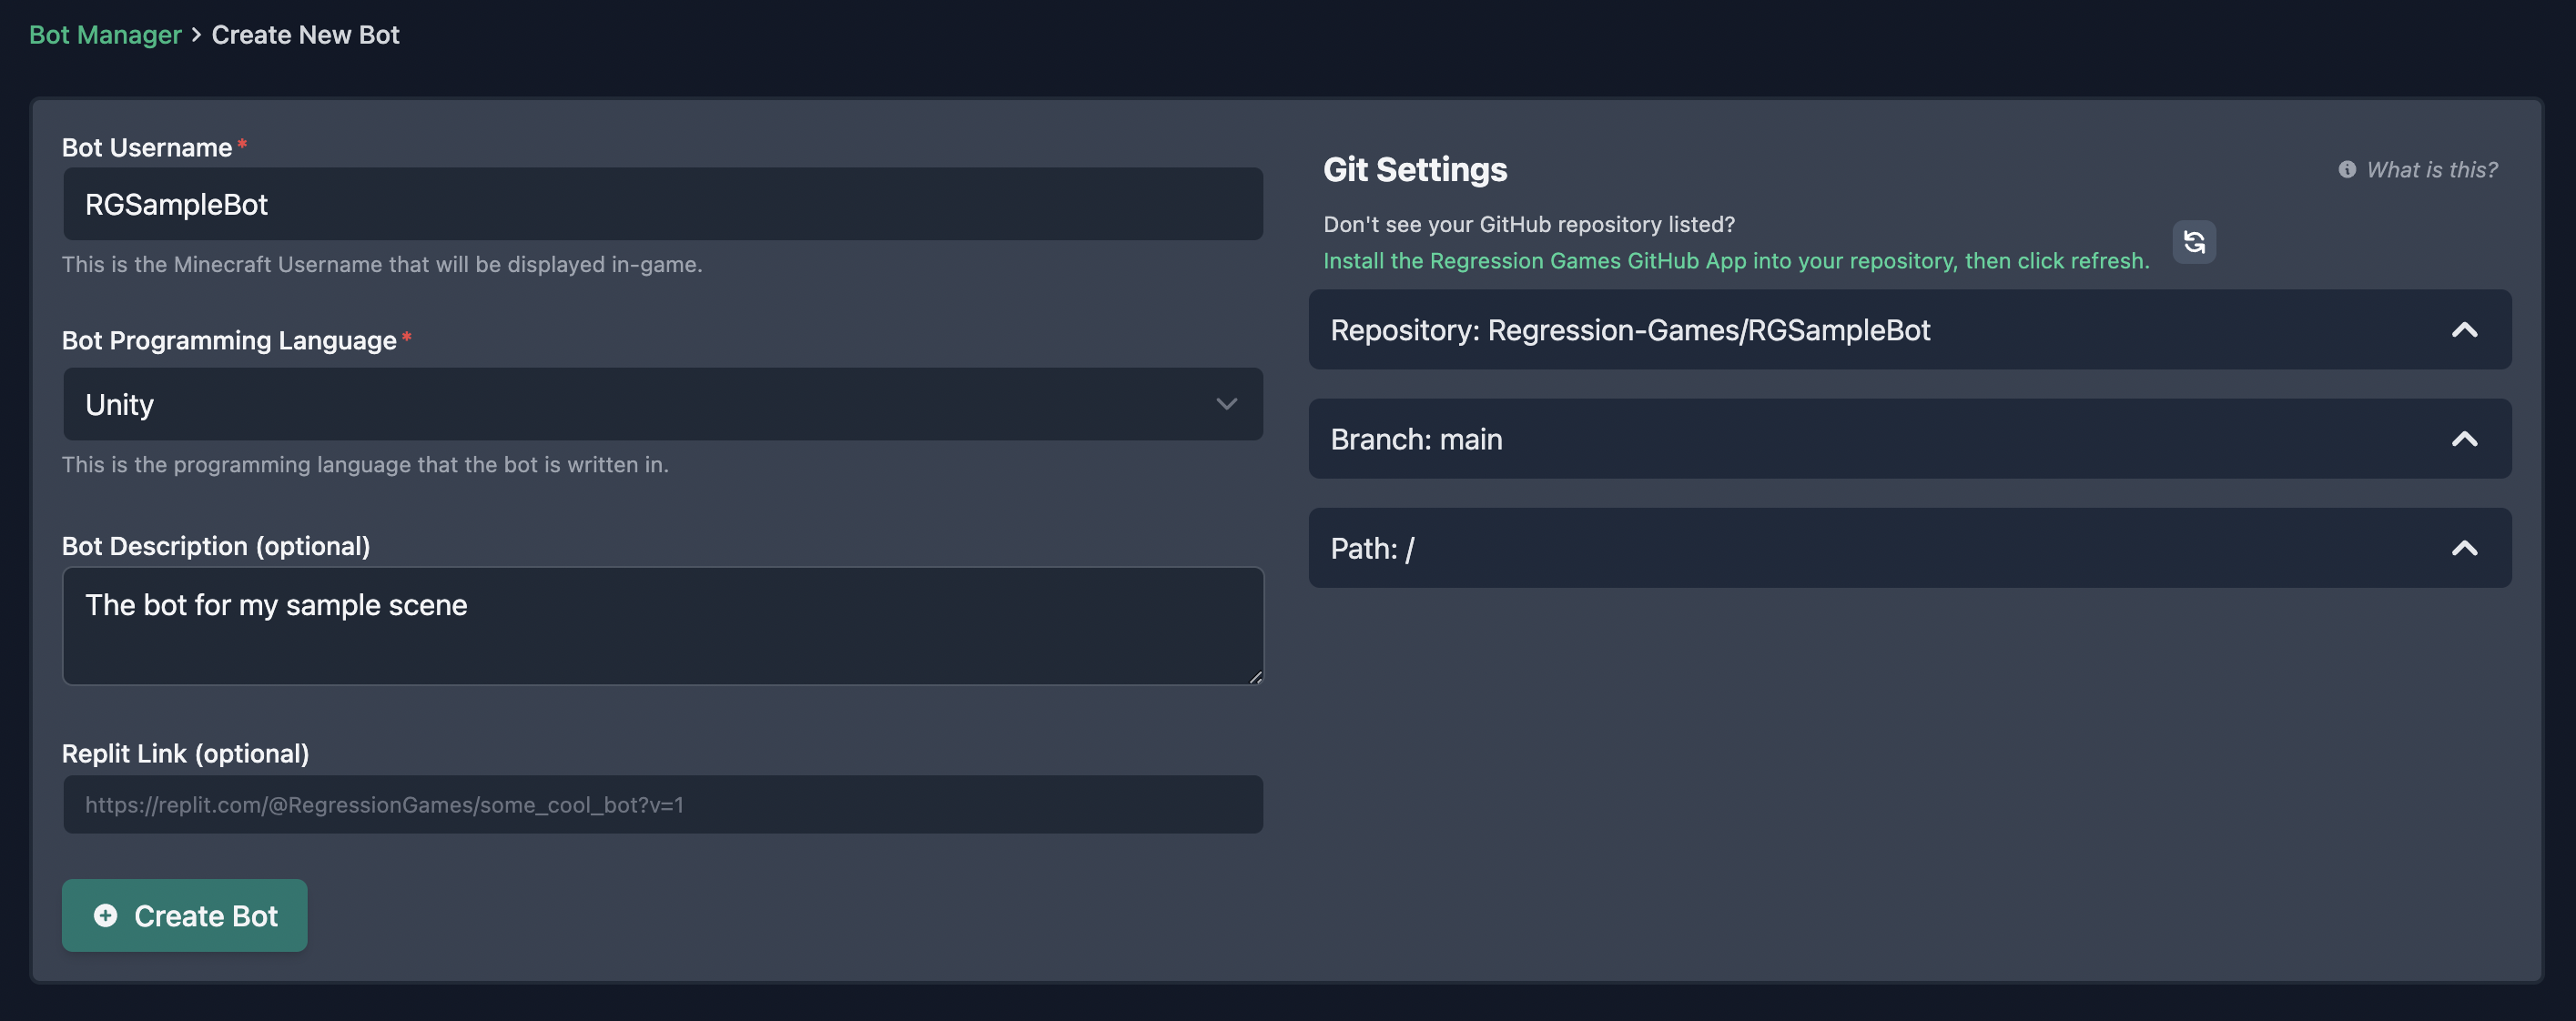 Bot Manager > Create New Bot
Bot Username*
RGSampleBot
This is the Minecraft Username that will be displayed in-game.
Bot Programming Language*
Unity
This is the programming language that the bot is written in.
Bot Description (optional)
The bot for my sample scene
Replit Link (optional)
https://replit.com/@RegressionGames/some_cool_bot?v=1
Create Bot
Git Settings
What is this?
Don't see your GitHub repository listed?
Install the Regression Games GitHub App into your repository, then click refresh.
Repository: Regression-Games/RGSampleBot
Branch: main
Path: /